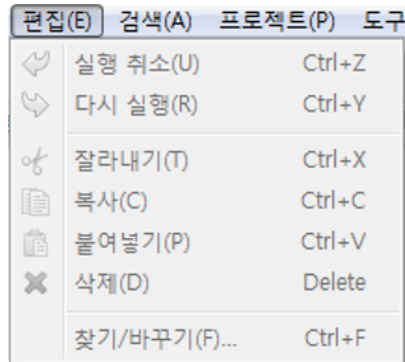 편집(E) 검색(A) 프로젝트(P) 도구
실행 취소(U) Ctrl+Z
다시 실행(R) Ctrl+Y
잘라내기(T) Ctrl+X
복사(C) Ctrl+C
붙여넣기(P) Ctrl+V
삭제(D) Delete
찾기/바꾸기(F)... Ctrl+F